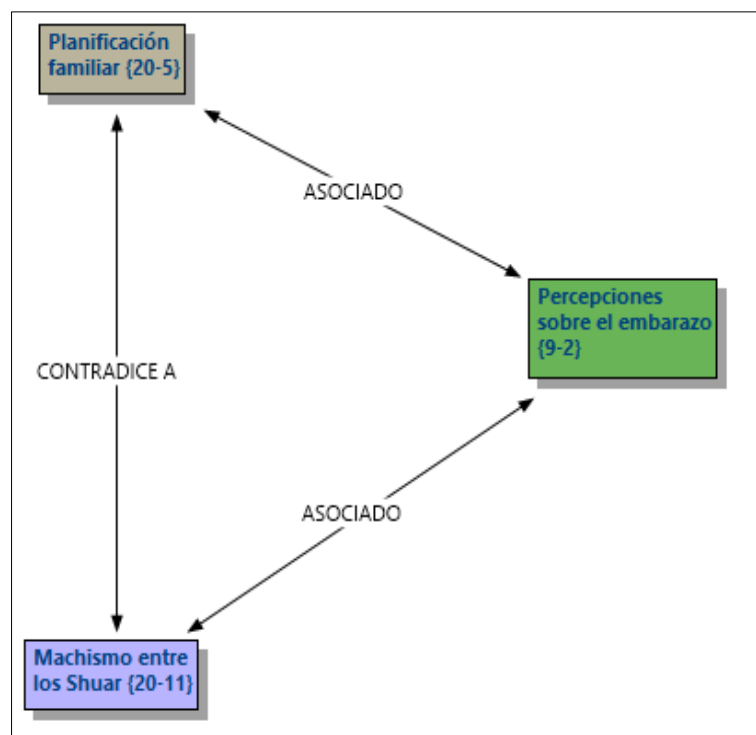 Planificación
familiar {20-5}
ASOCIADO
Percepciones
sobre el embarazo
{9-2}
CONTRADICE A
ASOCIADO
Machismo entre
los Shuar {20-11}